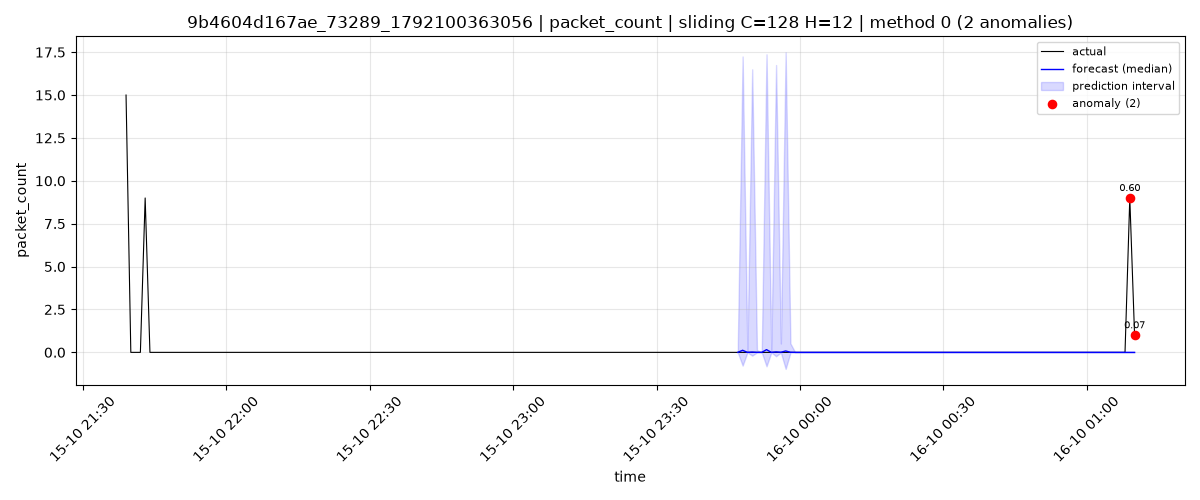 9b4604d167ae_73289_1792100363056 | packet_count | sliding C=128 H=12 | method 0 (2 anomalies)
actual
forecast (median)
prediction interval
anomaly (2)
packet_count
17.5
15.0
12.5
10.0
7.5
5.0
2.5
0.0
0.60
0.07
15-10 21:30
15-10 22:00
15-10 22:30
15-10 23:00
15-10 23:30
16-10 00:00
16-10 00:30
16-10 01:00
time